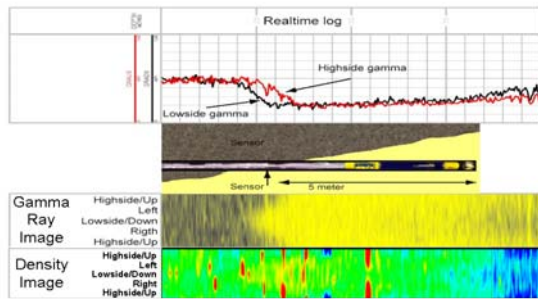 Realtime log
Highside gamma
Lowside gamma
Sensor
Sensor
5 meter
Gamma
Ray
Image
Highside/Up
Left
Lowside/Down
Rigth
Highside/Up
Density
Image
Highside/Up
Left
Lowside/Down
Right
Highside/Up